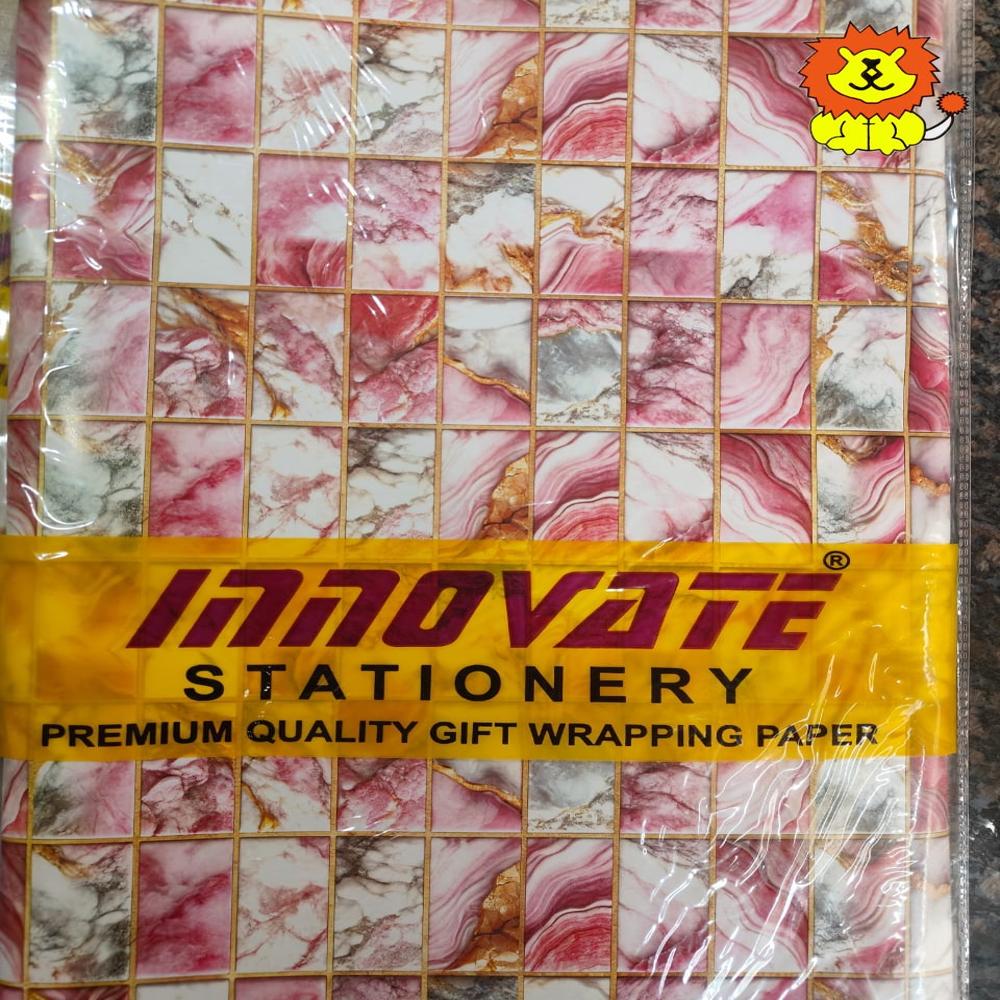 INNOVATE®
STATIONERY
PREMIUM QUALITY GIFT WRAPPING PAPER